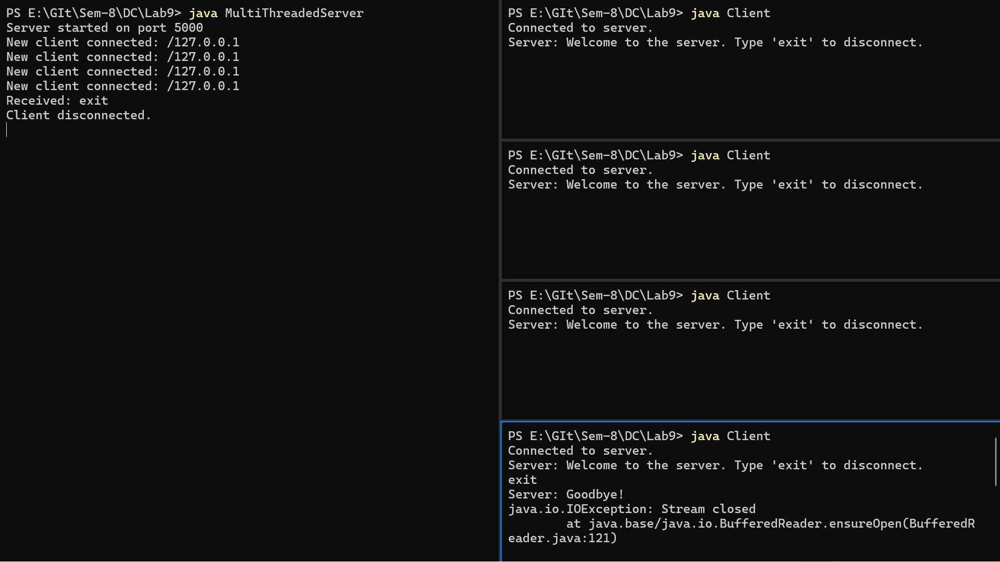 PS E:\GIt\Sem-8\DC\Lab9> java MultiThreadedServer
Server started on port 5000
New client connected: /127.0.0.1
New client connected: /127.0.0.1
New client connected: /127.0.0.1
New client connected: /127.0.0.1
Received: exit
Client disconnected.
PS E:\GIt\Sem-8\DC\Lab9> java Client
Connected to server.
Server: Welcome to the server. Type 'exit' to disconnect.
PS E:\GIt\Sem-8\DC\Lab9> java Client
Connected to server.
Server: Welcome to the server. Type 'exit' to disconnect.
PS E:\GIt\Sem-8\DC\Lab9> java Client
Connected to server.
Server: Welcome to the server. Type 'exit' to disconnect.
PS E:\GIt\Sem-8\DC\Lab9> java Client
Connected to server.
Server: Welcome to the server. Type 'exit' to disconnect.
exit
Server: Goodbye!
java.io.IOException: Stream closed
        at java.base/java.io.BufferedReader.ensureOpen(BufferedR
eader.java:121)